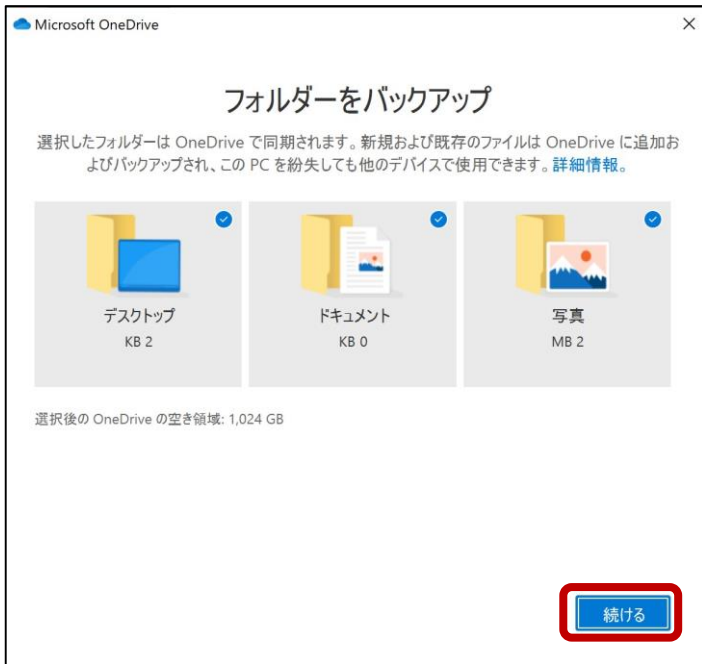 Microsoft OneDrive
フォルダーをバックアップ
選択したフォルダーは OneDrive で同期されます。新規および既存のファイルは OneDrive に追加お
よびバックアップされ、この PC を紛失しても他のデバイスで使用できます。詳細情報。
デスクトップ
KB 2
ドキュメント
KB 0
写真
MB 2
選択後の OneDrive の空き領域: 1,024 GB
続ける